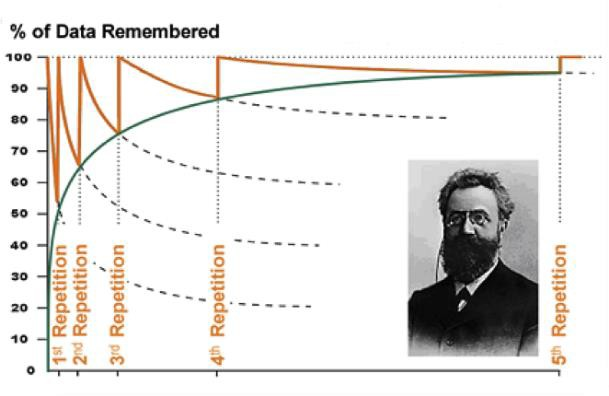 % of Data Remembered
100
90
80
70
60
50
40
30
20
10
0
1st Repetition
2nd Repetition
3rd Repetition
4th Repetition
5th Repetition